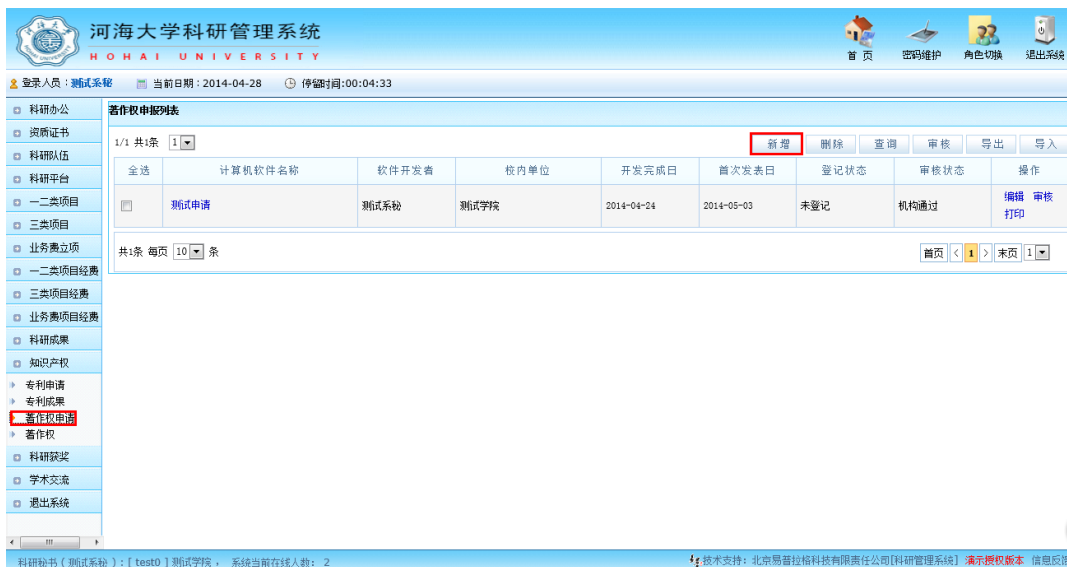 河海大学科研管理系统
HOHAI UNIVERSITY
首 页 密码维护 角色切换 退出系统
登录人员：测试系秘 当前日期：2014-04-28 停留时间:00:04:33
科研办公
资质证书
科研队伍
科研平台
一二类项目
三类项目
业务费立项
一二类项目经费
三类项目经费
业务费项目经费
科研成果
知识产权
专利申请
专利成果
著作权申请
著作权
科研获奖
学术交流
退出系统
著作权申报列表
1/1 共1条 1
新增 删除 查询 审核 导出 导入
全选 计算机软件名称 软件开发者 校内单位 开发完成日 首次发表日 登记状态 审核状态 操作
测试申请 测试系秘 测试学院 2014-04-24 2014-05-03 未登记 机构通过 编辑 审核
打印
共1条 每页 10 条 首页 < 1 > 末页 1
科研秘书(测试系秘):[ test0 ]测试学院， 系统当前在线人数: 2 技术支持：北京易普拉格科技有限责任公司[科研管理系统] 演示授权版本 信息反馈